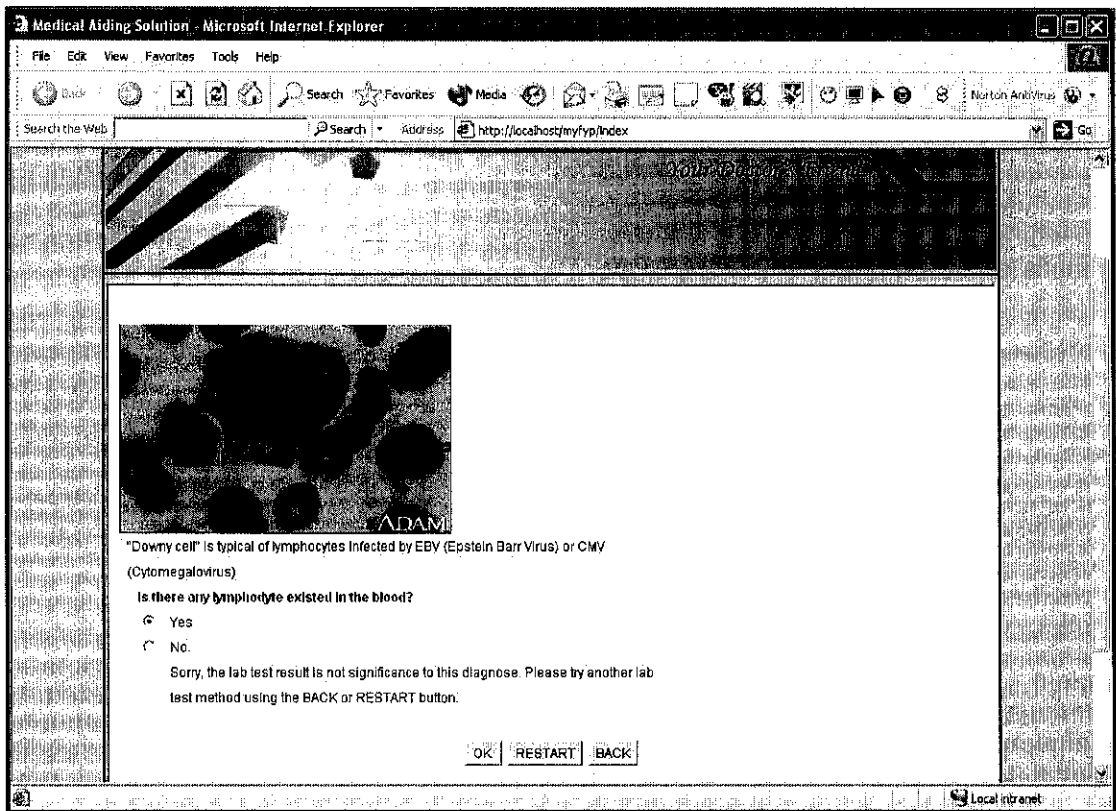 Medical Aiding Solution - Microsoft Internet Explorer
File Edit View Favorites Tools Help
Back Search Favorites Media Norton AntiVirus
Search the Web Search Address http://localhost/myfyp/index Go
ADAM
"Downy cell" is typical of lymphocytes infected by EBV (Epstein Barr Virus) or CMV
(Cytomegalovirus)
Is there any lymphodyte existed in the blood?
Yes
No.
Sorry, the lab test result is not significance to this diagnose. Please try another lab
test method using the BACK or RESTART button.
OK RESTART BACK
Local intranet